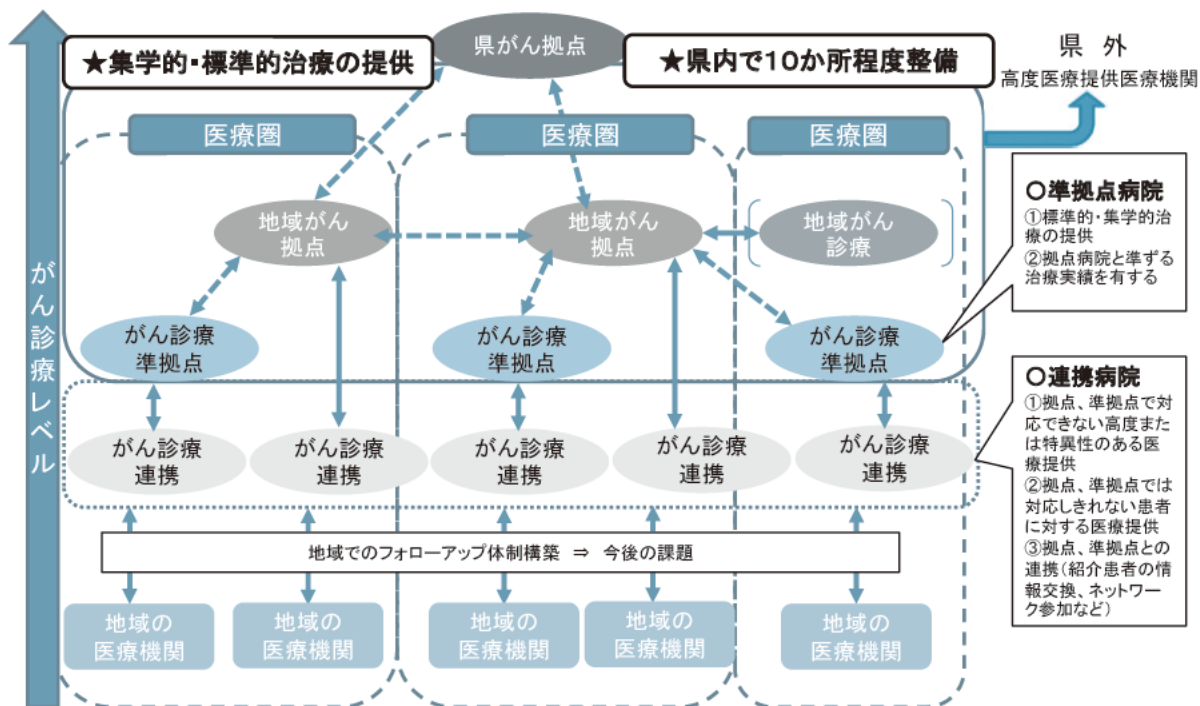 県がん拠点
★集学的・標準的治療の提供
★県内で10か所程度整備
県 外
高度医療提供医療機関
医療圏
医療圏
医療圏
地域がん
拠点
地域がん
拠点
地域がん
診療
がん診療
準拠点
がん診療
準拠点
がん診療
準拠点
がん診療
連携
がん診療
連携
がん診療
連携
がん診療
連携
がん診療
連携
地域でのフォローアップ体制構築 ⇒ 今後の課題
地域の
医療機関
地域の
医療機関
地域の
医療機関
地域の
医療機関
地域の
医療機関
がん診療レベル
○準拠点病院
①標準的・集学的治
療の提供
②拠点病院と準ずる
治療実績を有する
○連携病院
①拠点、準拠点で対
応できない高度また
は特異性のある医
療提供
②拠点、準拠点では
対応しきれない患者
に対する医療提供
③拠点、準拠点との
連携(紹介患者の情
報交換、ネットワー
ク参加など)